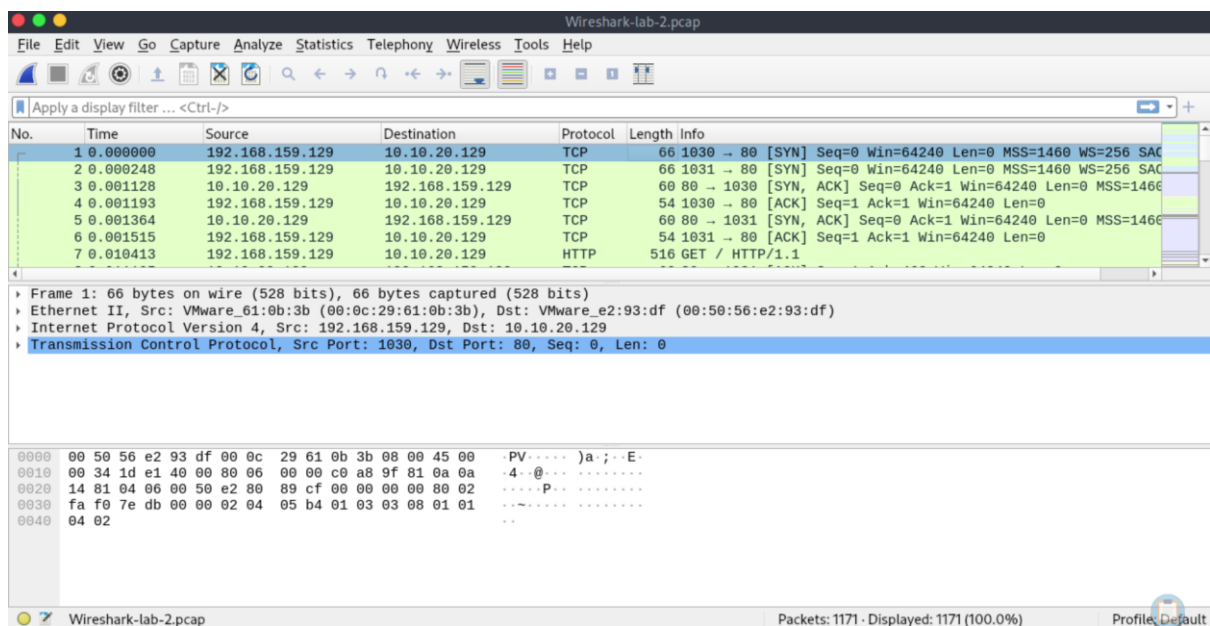 Wireshark-lab-2.pcap
File Edit View Go Capture Analyze Statistics Telephony Wireless Tools Help
Apply a display filter ... <Ctrl-/>
No. Time Source Destination Protocol Length Info
1 0.000000 192.168.159.129 10.10.20.129 TCP 66 1030 → 80 [SYN] Seq=0 Win=64240 Len=0 MSS=1460 WS=256 SAC
2 0.000248 192.168.159.129 10.10.20.129 TCP 66 1031 → 80 [SYN] Seq=0 Win=64240 Len=0 MSS=1460 WS=256 SAC
3 0.001128 10.10.20.129 192.168.159.129 TCP 60 80 → 1030 [SYN, ACK] Seq=0 Ack=1 Win=64240 Len=0 MSS=1460
4 0.001193 192.168.159.129 10.10.20.129 TCP 54 1030 → 80 [ACK] Seq=1 Ack=1 Win=64240 Len=0
5 0.001364 10.10.20.129 192.168.159.129 TCP 60 80 → 1031 [SYN, ACK] Seq=0 Ack=1 Win=64240 Len=0 MSS=1460
6 0.001515 192.168.159.129 10.10.20.129 TCP 54 1031 → 80 [ACK] Seq=1 Ack=1 Win=64240 Len=0
7 0.010413 192.168.159.129 10.10.20.129 HTTP 516 GET / HTTP/1.1
Frame 1: 66 bytes on wire (528 bits), 66 bytes captured (528 bits)
Ethernet II, Src: VMware_61:0b:3b (00:0c:29:61:0b:3b), Dst: VMware_e2:93:df (00:50:56:e2:93:df)
Internet Protocol Version 4, Src: 192.168.159.129, Dst: 10.10.20.129
Transmission Control Protocol, Src Port: 1030, Dst Port: 80, Seq: 0, Len: 0
0000 00 50 56 e2 93 df 00 0c 29 61 0b 3b 08 00 45 00 ·PV····· )a·;··E·
0010 00 34 1d e1 40 00 80 06 00 00 c0 a8 9f 81 0a 0a ·4··@··· ········
0020 14 81 04 06 00 50 e2 80 89 cf 00 00 00 00 80 02 ·····P·· ········
0030 fa f0 7e db 00 00 02 04 05 b4 01 03 03 08 01 01 ··~····· ········
0040 04 02 ··
Wireshark-lab-2.pcap Packets: 1171 · Displayed: 1171 (100.0%) Profile: Default